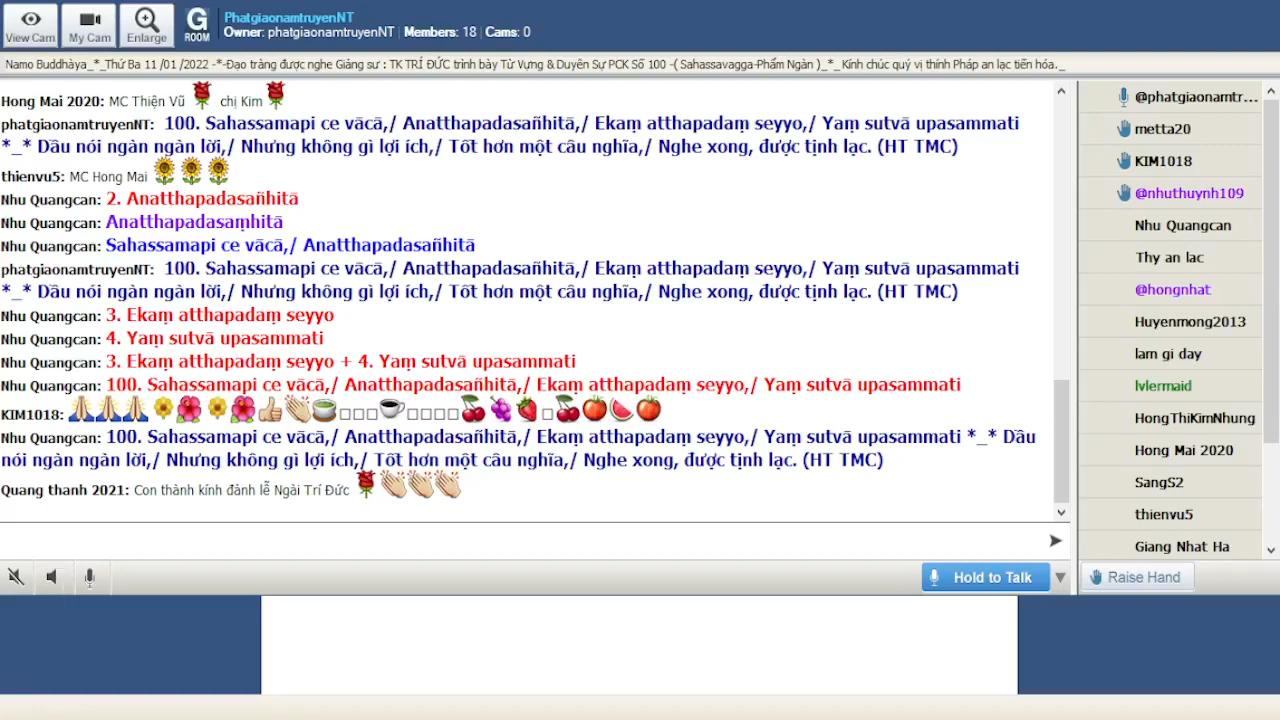 View Cam
My Cam
Enlarge
G
ROOM
PhatgiaonamtruyenNT
Owner: phatgiaonamtruyenNT | Members: 18 | Cams: 0
Namo Buddhàya_*_Thứ Ba 11 /01 /2022 -*-Đạo tràng được nghe Giảng sư : TK TRÍ ĐỨC trình bày Từ Vựng & Duyên Sự PCK Số 100 -( Sahassavagga-Phẩm Ngàn )_*_ Kính chúc quý vị thính Pháp an lạc tiến hóa._
Hong Mai 2020: MC Thiện Vũ 🌹 chị Kim 🌹
phatgiaonamtruyenNT: 100. Sahassamapi ce vācā,/ Anatthapadasañhitā,/ Ekaṃ atthapadaṃ seyyo,/ Yaṃ sutvā upasammati
*_* Dầu nói ngàn ngàn lời,/ Nhưng không gì lợi ích,/ Tốt hơn một câu nghĩa,/ Nghe xong, được tịnh lạc. (HT TMC)
thienvu5: MC Hong Mai 🌻🌻🌻
Nhu Quangcan: 2. Anatthapadasañhitā
Nhu Quangcan: Anatthapadasaṃhitā
Nhu Quangcan: Sahassamapi ce vācā,/ Anatthapadasañhitā
phatgiaonamtruyenNT: 100. Sahassamapi ce vācā,/ Anatthapadasañhitā,/ Ekaṃ atthapadaṃ seyyo,/ Yaṃ sutvā upasammati
*_* Dầu nói ngàn ngàn lời,/ Nhưng không gì lợi ích,/ Tốt hơn một câu nghĩa,/ Nghe xong, được tịnh lạc. (HT TMC)
Nhu Quangcan: 3. Ekaṃ atthapadaṃ seyyo
Nhu Quangcan: 4. Yaṃ sutvā upasammati
Nhu Quangcan: 3. Ekaṃ atthapadaṃ seyyo + 4. Yaṃ sutvā upasammati
Nhu Quangcan: 100. Sahassamapi ce vācā,/ Anatthapadasañhitā,/ Ekaṃ atthapadaṃ seyyo,/ Yaṃ sutvā upasammati
KIM1018: 🙏🙏🙏🌼🌺🌼🌺👍👏🍵□□□☕□□□□🍒🍇🍓□🍒🍅🍉🍅
Nhu Quangcan: 100. Sahassamapi ce vācā,/ Anatthapadasañhitā,/ Ekaṃ atthapadaṃ seyyo,/ Yaṃ sutvā upasammati *_* Dầu
nói ngàn ngàn lời,/ Nhưng không gì lợi ích,/ Tốt hơn một câu nghĩa,/ Nghe xong, được tịnh lạc. (HT TMC)
Quang thanh 2021: Con thành kính đảnh lễ Ngài Trí Đức 🌹👏👏👏
@phatgiaonamtr...
metta20
KIM1018
@nhuthuynh109
Nhu Quangcan
Thy an lac
@hongnhat
Huyenmong2013
lam gi day
lvlermaid
HongThiKimNhung
Hong Mai 2020
SangS2
thienvu5
Giang Nhat Ha
Hold to Talk
Raise Hand